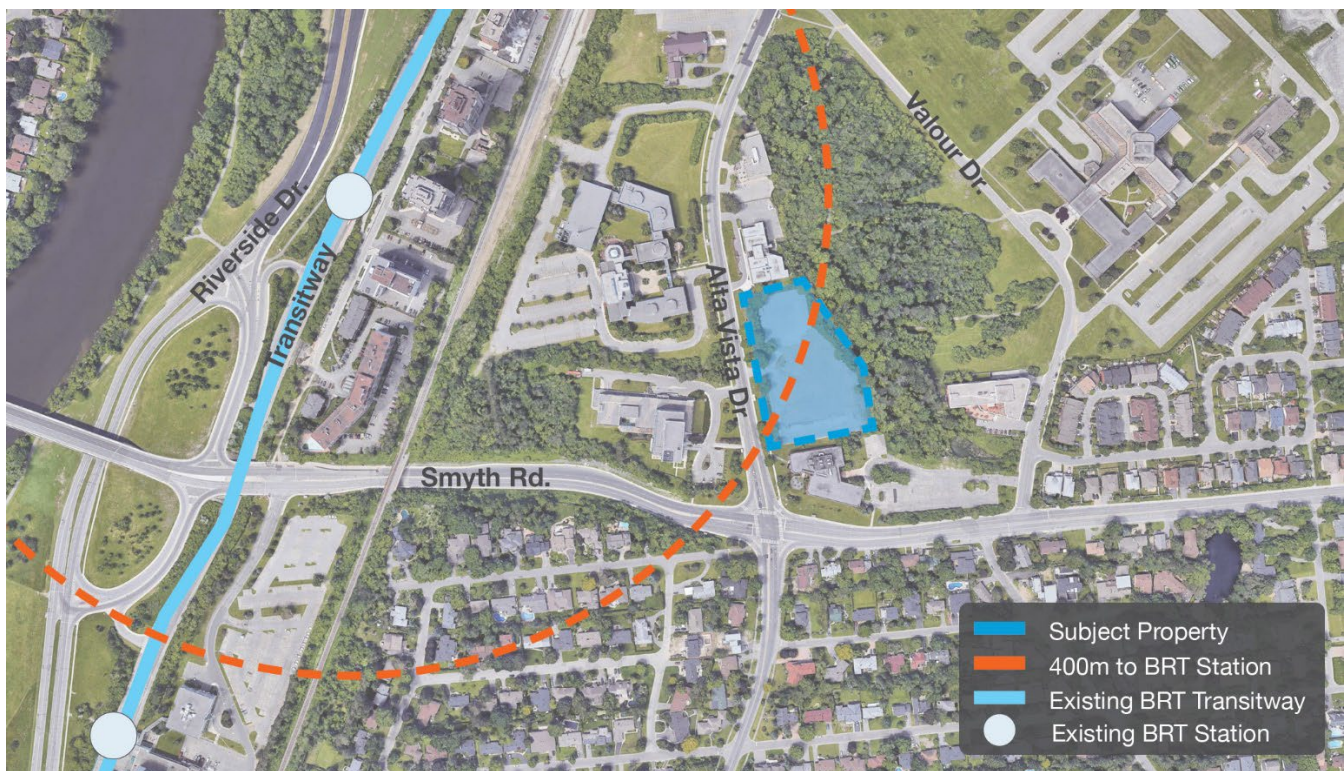 Riverside Dr.
Transitway
Alta Vista Dr.
Valour Dr.
Smyth Rd.
Subject Property
400m to BRT Station
Existing BRT Transitway
Existing BRT Station